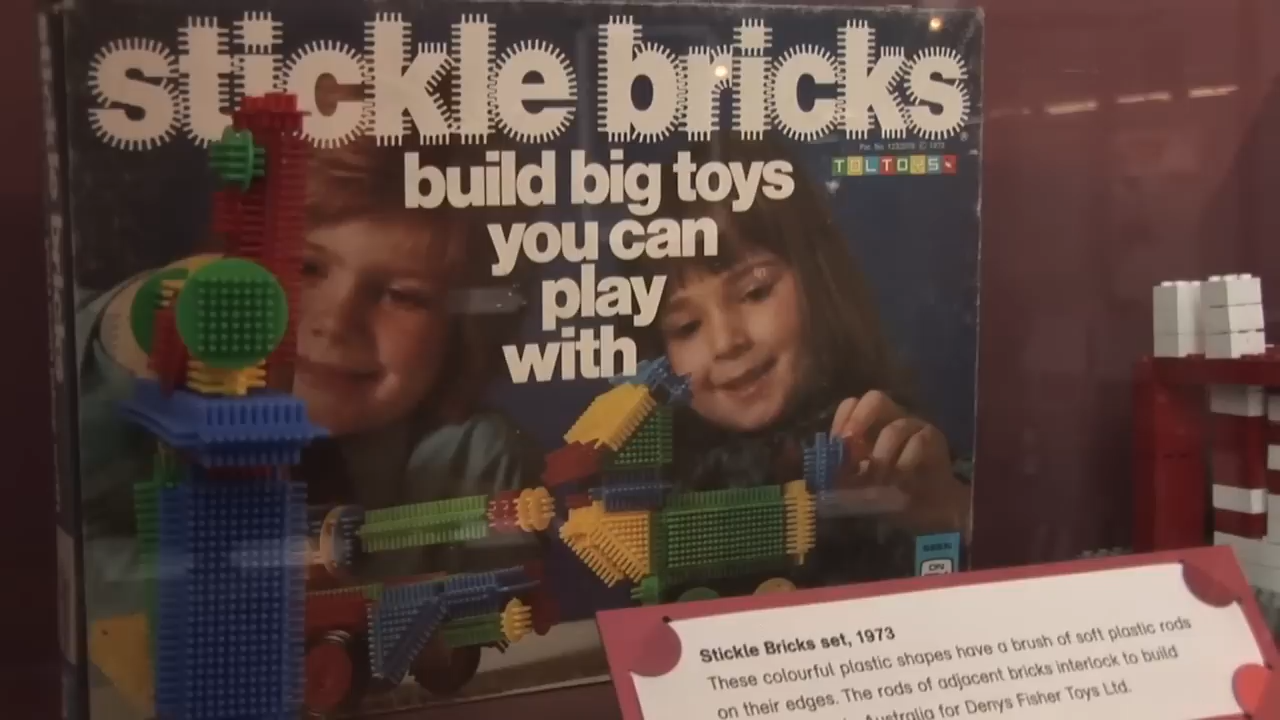 stickle bricks
build big toys
you can
play
with
TOLTOYS
Stickle Bricks set, 1973
These colourful plastic shapes have a brush of soft plastic rods
on their edges. The rods of adjacent bricks interlock to build
Australia for Denys Fisher Toys Ltd.